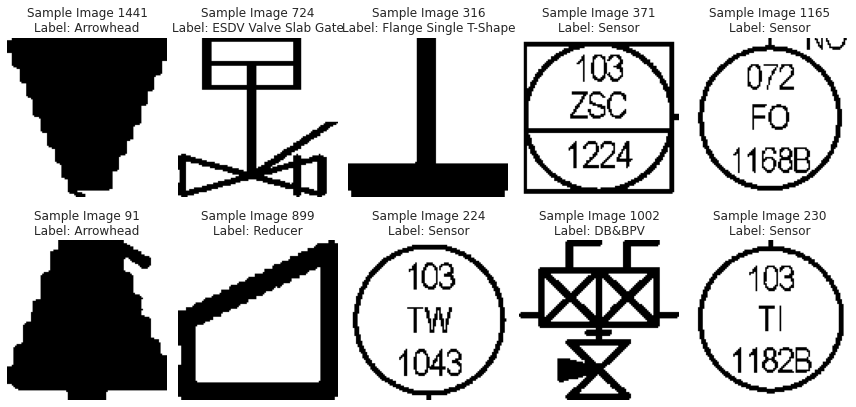 Sample Image 1441
Label: Arrowhead
Sample Image 724
Label: ESDV Valve Slab Gate
Sample Image 316
Label: Flange Single T-Shape
Sample Image 371
Label: Sensor
103
ZSC
1224
Sample Image 1165
Label: Sensor
072
FO
1168B
Sample Image 91
Label: Arrowhead
Sample Image 899
Label: Reducer
Sample Image 224
Label: Sensor
103
TW
1043
Sample Image 1002
Label: DB&BPV
Sample Image 230
Label: Sensor
103
TI
1182B